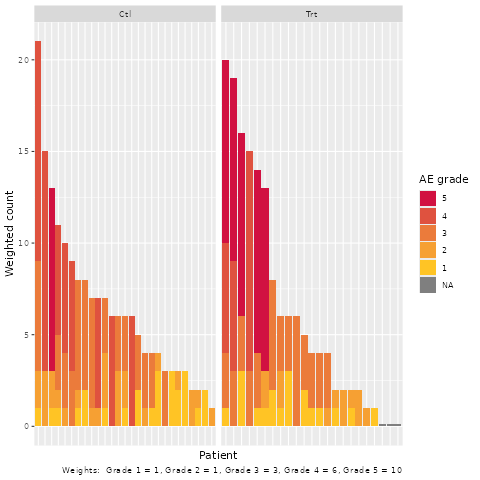 Ctl Trt
Weighted count
20
15
10
5
0
AE grade
5
4
3
2
1
NA
Patient
Weights: Grade 1 = 1, Grade 2 = 1, Grade 3 = 3, Grade 4 = 6, Grade 5 = 10